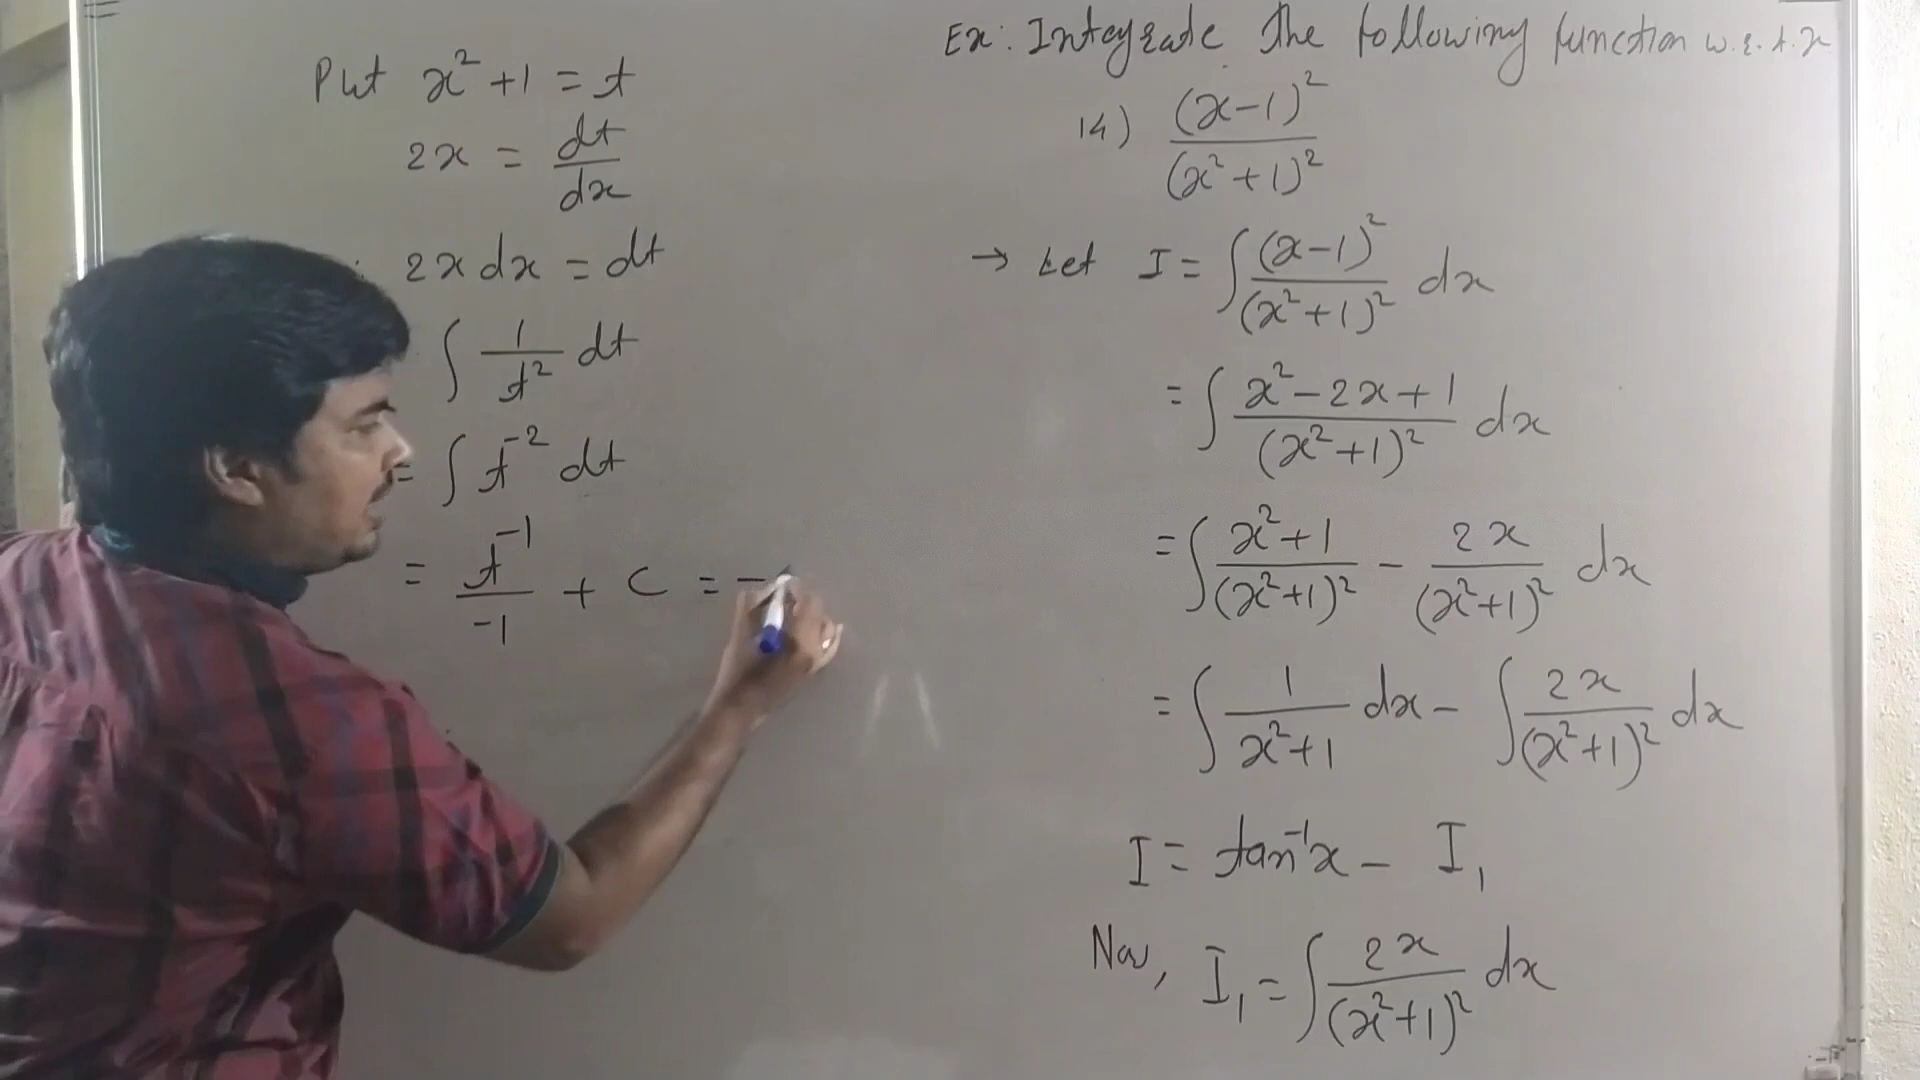 Ex: Integrate the following function w.r.t. x
14) (x-1)² / (x²+1)²
→ Let I = ∫ (x-1)² / (x²+1)² dx
= ∫ x²-2x+1 / (x²+1)² dx
= ∫ x²+1 / (x²+1)² - 2x / (x²+1)² dx
= ∫ 1 / x²+1 dx - ∫ 2x / (x²+1)² dx
I = tan⁻¹x - I₁
Now, I₁ = ∫ 2x / (x²+1)² dx
Put x²+1 = t
2x = dt / dx
2x dx = dt
∫ 1 / t² dt
= ∫ t⁻² dt
= t⁻¹ / -1 + c = -